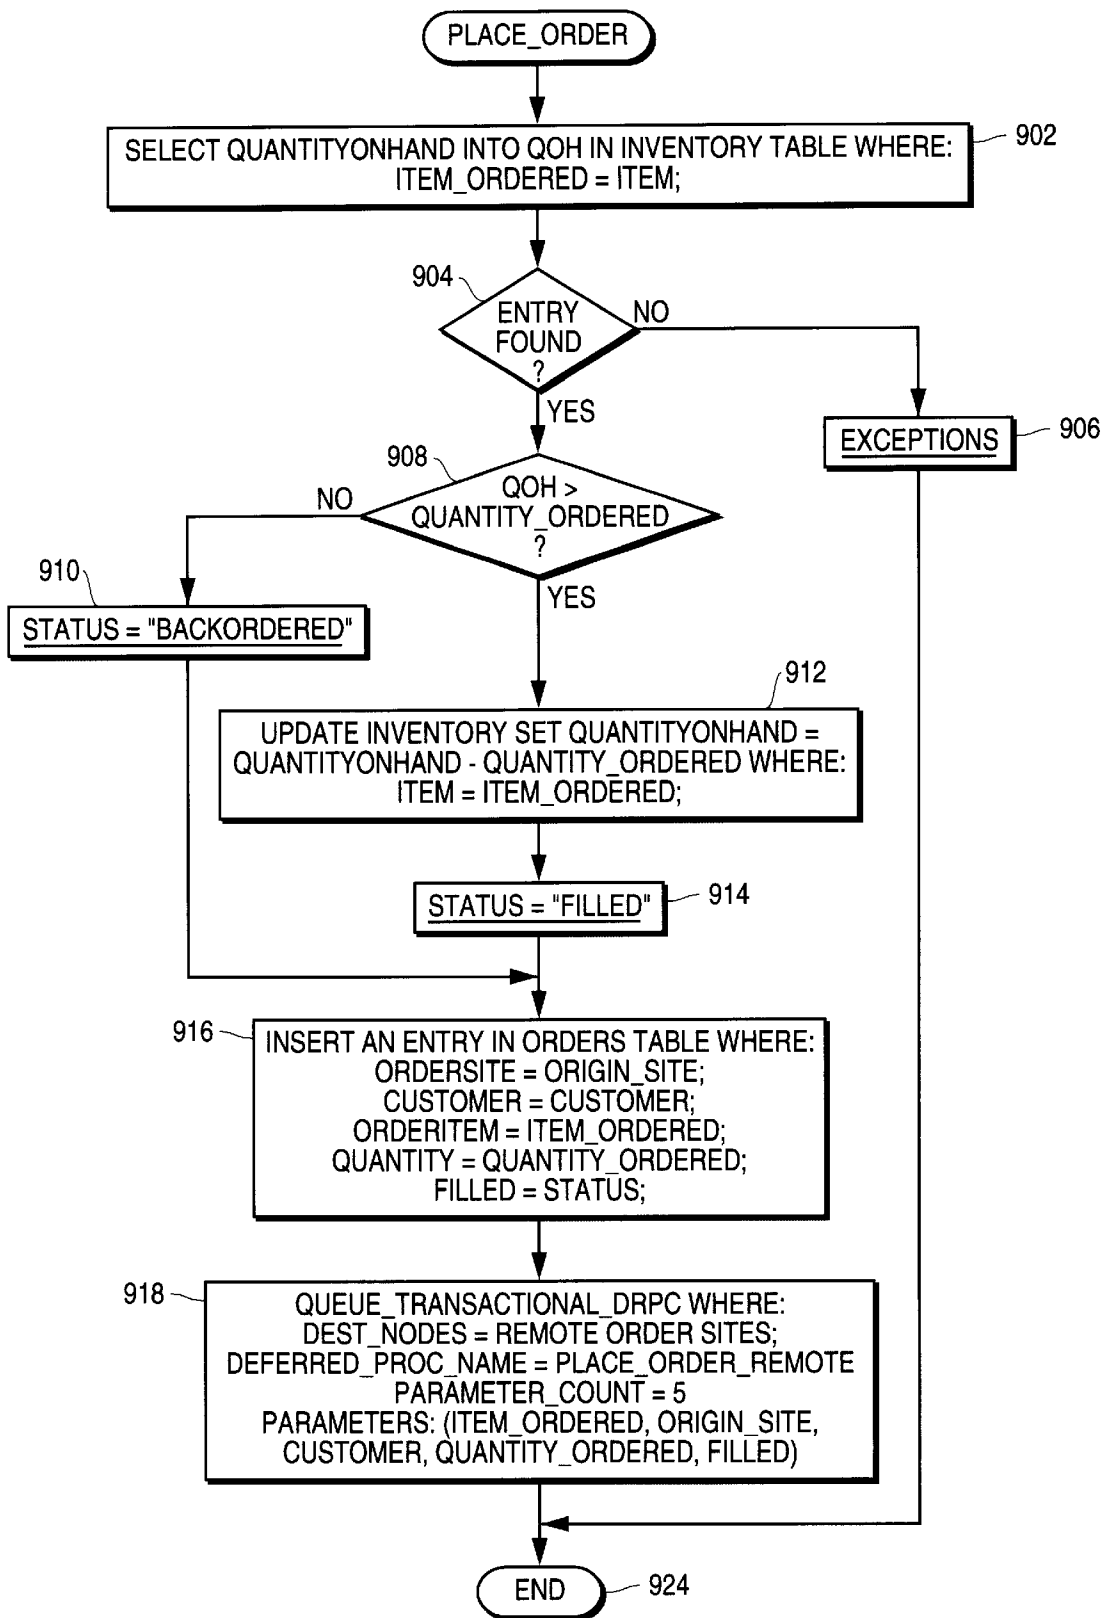 PLACE_ORDER
902
SELECT QUANTITYONHAND INTO QOH IN INVENTORY TABLE WHERE:
ITEM_ORDERED = ITEM;
904
ENTRY
FOUND
?
NO
YES
EXCEPTIONS
906
908
QOH >
QUANTITY_ORDERED
?
NO
YES
910
STATUS = "BACKORDERED"
912
UPDATE INVENTORY SET QUANTITYONHAND =
QUANTITYONHAND - QUANTITY_ORDERED WHERE:
ITEM = ITEM_ORDERED;
STATUS = "FILLED"
914
916
INSERT AN ENTRY IN ORDERS TABLE WHERE:
ORDERSITE = ORIGIN_SITE;
CUSTOMER = CUSTOMER;
ORDERITEM = ITEM_ORDERED;
QUANTITY = QUANTITY_ORDERED;
FILLED = STATUS;
918
QUEUE_TRANSACTIONAL_DRPC WHERE:
DEST_NODES = REMOTE ORDER SITES;
DEFERRED_PROC_NAME = PLACE_ORDER_REMOTE
PARAMETER_COUNT = 5
PARAMETERS: (ITEM_ORDERED, ORIGIN_SITE,
CUSTOMER, QUANTITY_ORDERED, FILLED)
END
924